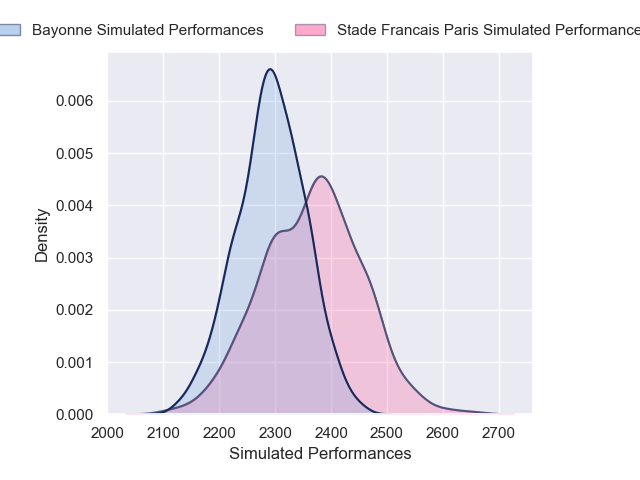 Bayonne Simulated Performances Stade Francais Paris Simulated Performance
0.006
0.005
0.004
0.003
0.002
0.001
0.000
Density
2000 2100 2200 2300 2400 2500 2600 2700
Simulated Performances